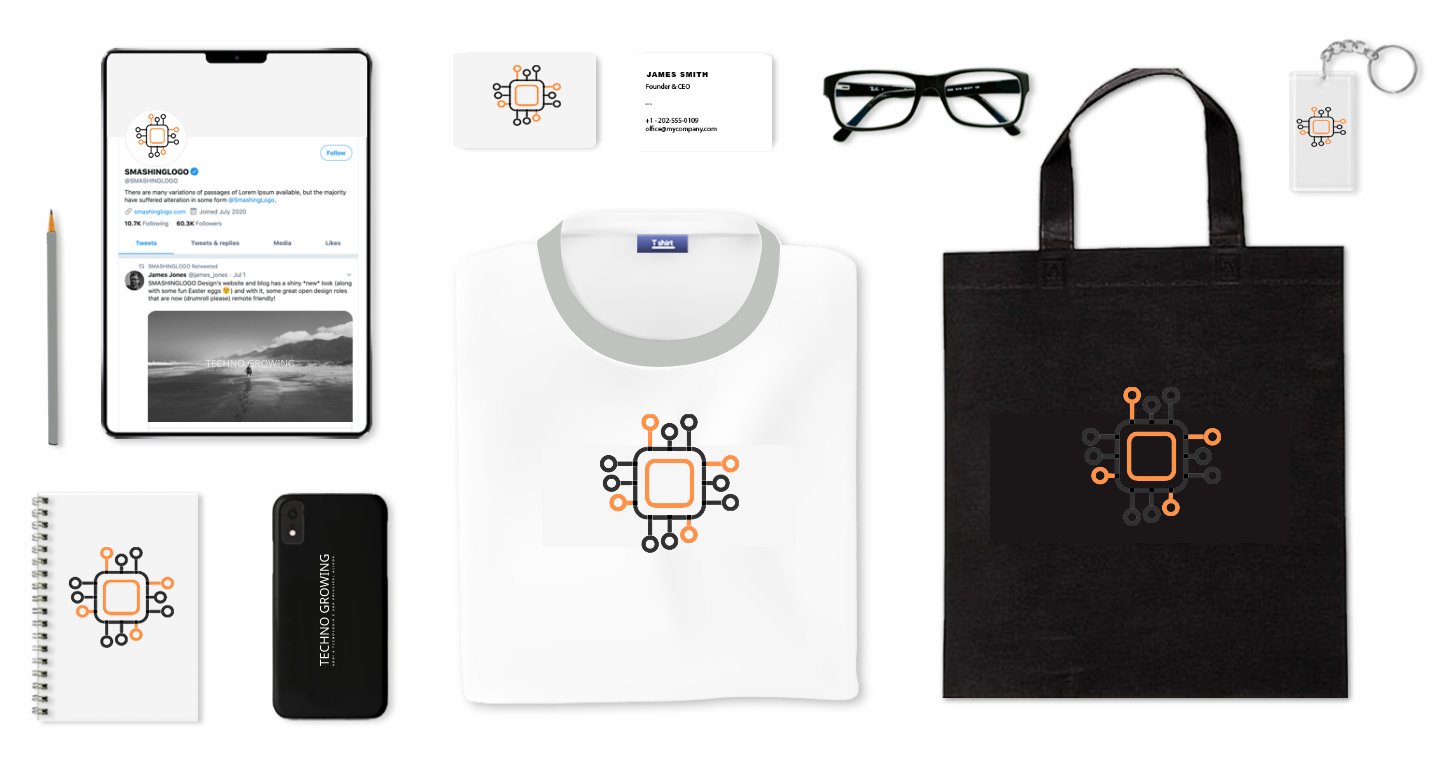 Follow
SMASHINGLOGO
@SMASHINGLOGO
There are many variations of passages of Lorem Ipsum available, but the majority
have suffered alteration in some form @SmashingLogo.
smashinglogo.com Joined July 2020
10.7K Following 60.3K Followers
Tweets Tweets & replies Media Likes
SMASHINGLOGO Retweeted
James Jones @james_jones - Jul 1
SMASHINGLOGO Design's website and blog has a shiny *new* look (along
with some fun Easter eggs 😲) and with it, some great open design roles
that are now (drumroll please) remote friendly!
TECHNO GROWING
JAMES SMITH
Founder & CEO
---
+1 - 202-555-0109
office@mycompany.com
T shirt
TECHNO GROWING